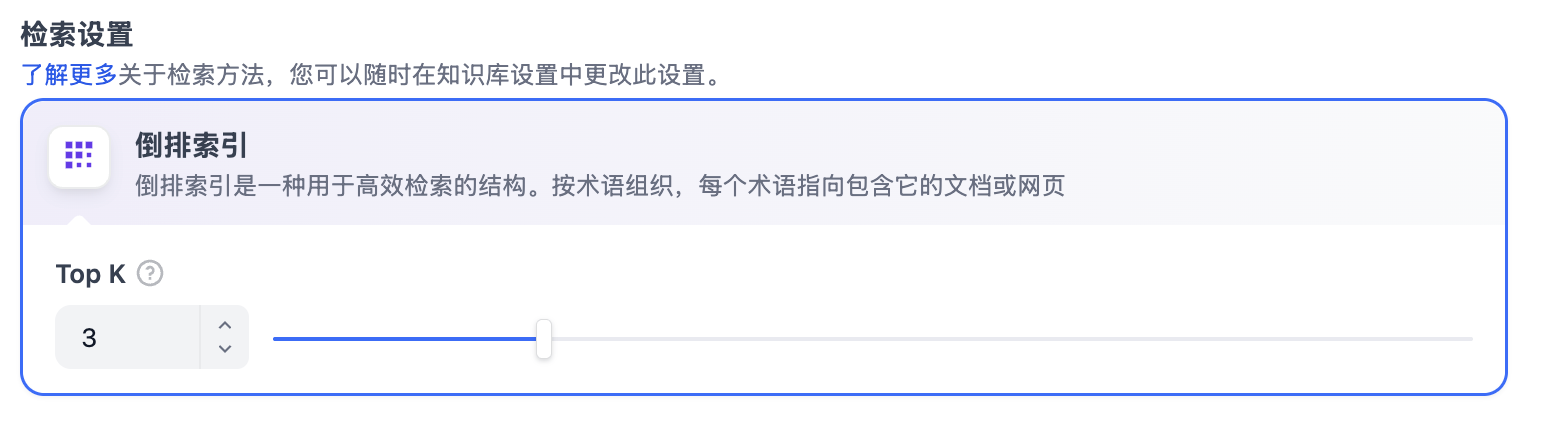 检索设置
了解更多关于检索方法，您可以随时在知识库设置中更改此设置。
倒排索引
倒排索引是一种用于高效检索的结构。按术语组织，每个术语指向包含它的文档或网页
Top K ?
3